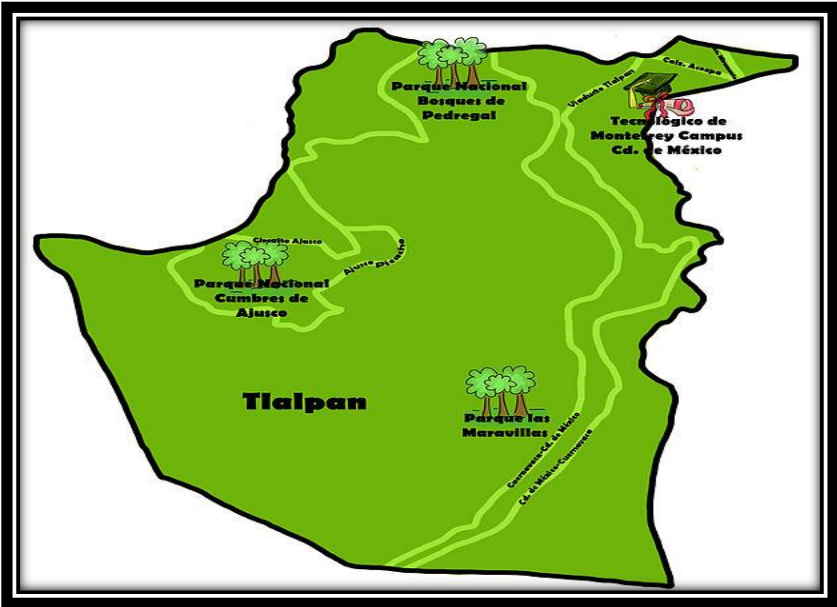 Parque Nacional
Bosques de
Pedregal
Viaducto Tlalpan
Calz. Acoxpa
Tecnológico de
Monterrey Campus
Cd. de México
Circuito Ajusco
Ajusco
Picacho
Parque Nacional
Cumbres de
Ajusco
Tlalpan
Parque las
Maravillas
Cuernavaca-Cd. de México
Cd. de México-Cuernavaca